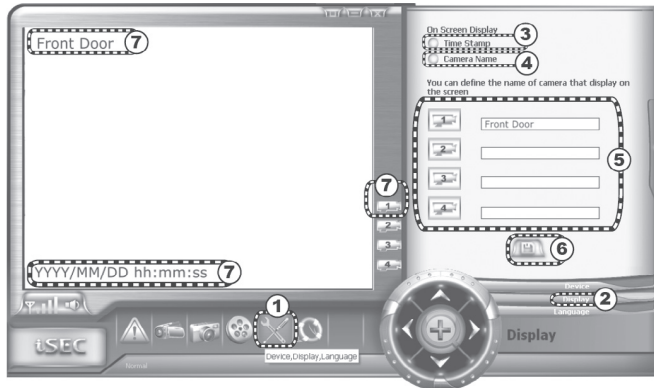 Front Door 7
On Screen Display 3
Time Stamp
Camera Name 4
You can define the name of camera that display on
the screen
1 Front Door
2
3
4
5
7
1
2
3
4
6
YYYY/MM/DD hh:mm:ss 7
Device
Display 2
Language
1
iSEC
Device,Display,Language
Normal
Display